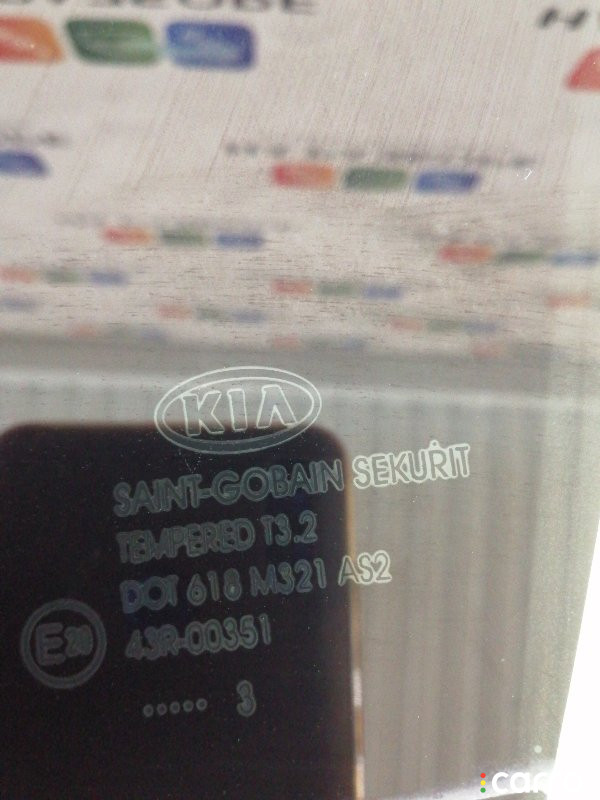 KIA
SAINT-GOBAIN SEKURIT
TEMPERED T3.2
DOT 618 M321 AS2
E20
43R-00351
..... 3